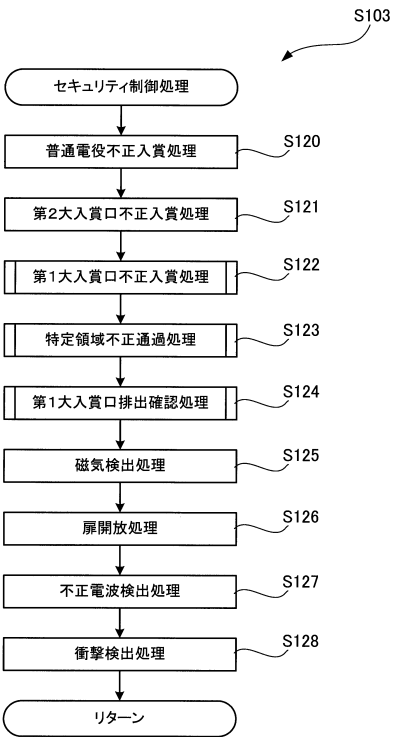 S103
セキュリティ制御処理
普通電役不正入賞処理
S120
第2大入賞口不正入賞処理
S121
第1大入賞口不正入賞処理
S122
特定領域不正通過処理
S123
第1大入賞口排出確認処理
S124
磁気検出処理
S125
扉開放処理
S126
不正電波検出処理
S127
衝撃検出処理
S128
リターン